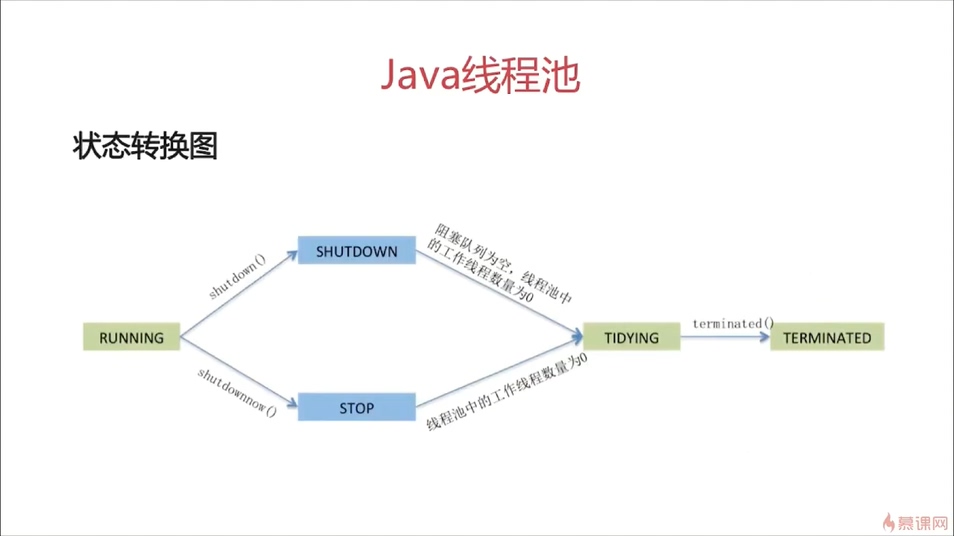 Java线程池
状态转换图
shutdown()
SHUTDOWN
阻塞队列为空，线程池中
的工作线程数量为0
RUNNING
TIDYING
terminated()
TERMINATED
shutdownnow()
STOP
线程池中的工作线程数量为0
慕课网